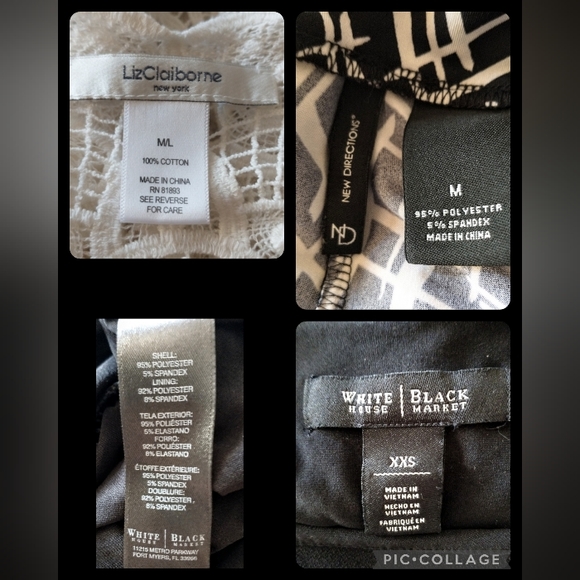 LizClaiborne
new york
M/L
100% COTTON
MADE IN CHINA
RN 81893
SEE REVERSE
FOR CARE
NEW DIRECTIONS®
ND
M
95% POLYESTER
5% SPANDEX
MADE IN CHINA
SHELL:
95% POLYESTER
5% SPANDEX
LINING:
92% POLYESTER
8% SPANDEX
TELA EXTERIOR:
95% POLIÉSTER
5% ELASTANO
FORRO:
92% POLIÉSTER
8% ELASTANO
ÉTOFFE EXTÉRIEURE:
95% POLYESTER
5% SPANDEX
DOUBLURE:
92% POLYESTER
8% SPANDEX
WHITE | BLACK
HOUSE | MARKET
11215 METRO PARKWAY
FORT MYERS, FL 33966
WHITE | BLACK
HOUSE | MARKET
XXS
MADE IN
VIETNAM
HECHO EN
VIETNAM
FABRIQUÉ EN
VIETNAM
PIC•COLLAGE